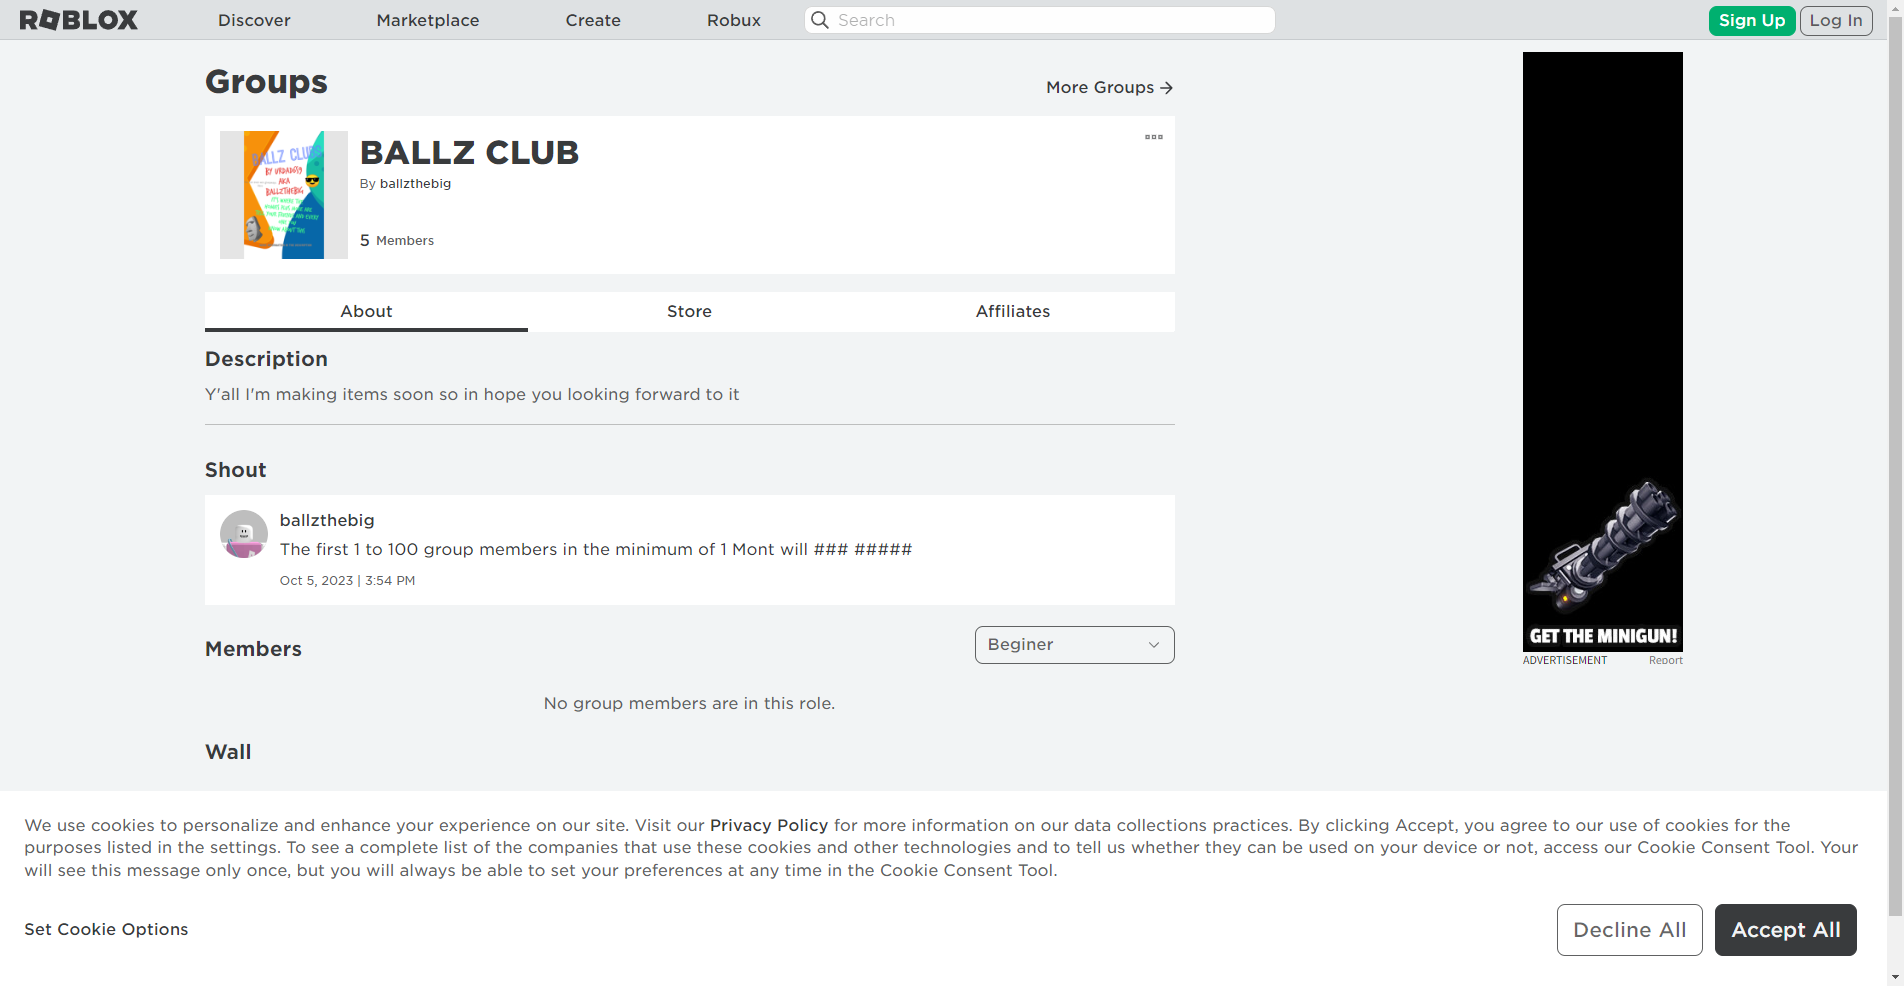 ROBLOX
Discover
Marketplace
Create
Robux
Search
Sign Up
Log In
Groups
More Groups
BALLZ CLUBS
BY URDAD019
AKA
BALLZTHEBIG
BALLZ CLUB
By ballzthebig
5 Members
About
Store
Affiliates
Description
Y'all I'm making items soon so in hope you looking forward to it
Shout
ballzthebig
The first 1 to 100 group members in the minimum of 1 Mont will ### #####
Oct 5, 2023 | 3:54 PM
Members
Beginer
No group members are in this role.
Wall
GET THE MINIGUN!
ADVERTISEMENT
Report
We use cookies to personalize and enhance your experience on our site. Visit our Privacy Policy for more information on our data collections practices. By clicking Accept, you agree to our use of cookies for the
purposes listed in the settings. To see a complete list of the companies that use these cookies and other technologies and to tell us whether they can be used on your device or not, access our Cookie Consent Tool. Your
will see this message only once, but you will always be able to set your preferences at any time in the Cookie Consent Tool.
Set Cookie Options
Decline All
Accept All